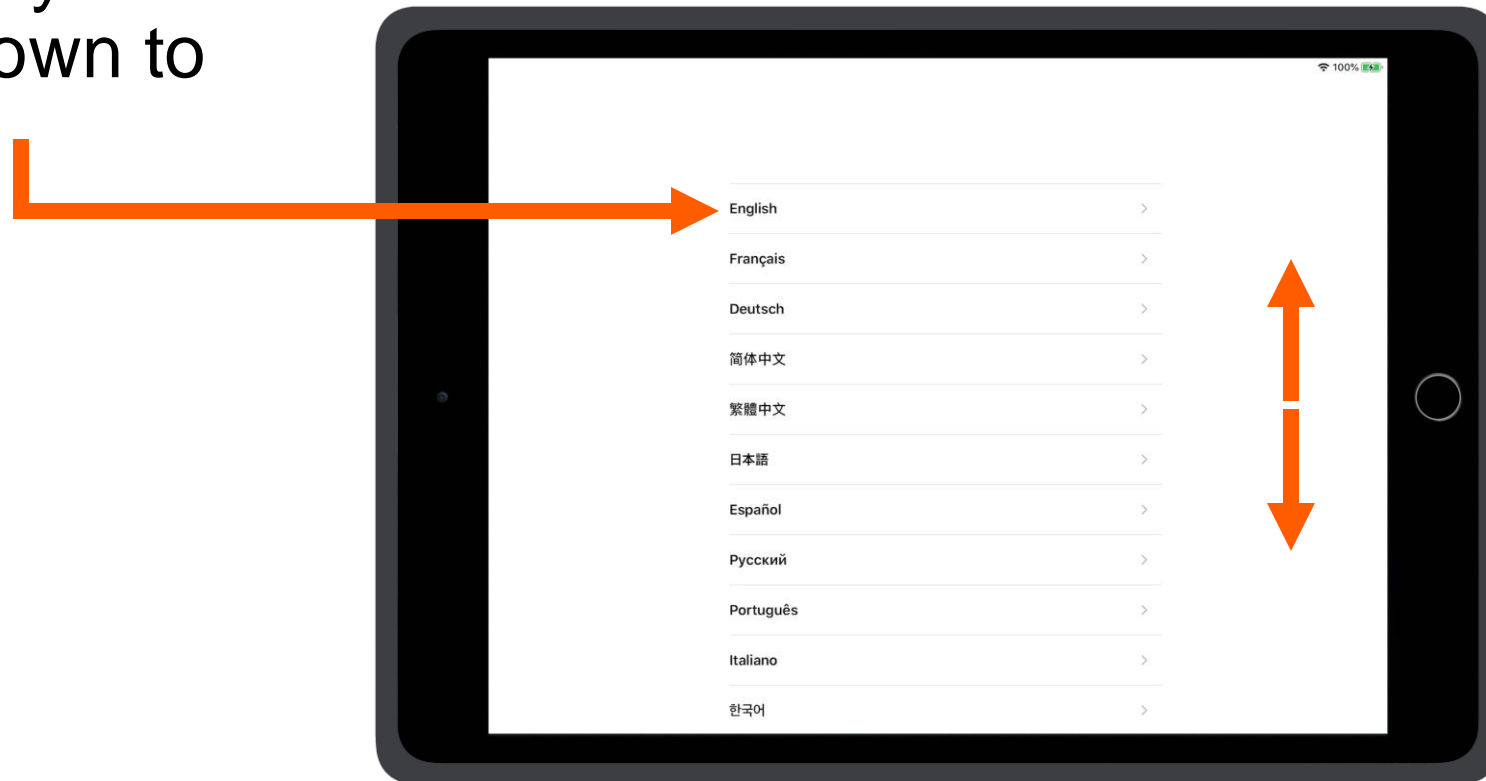 own to
100%
English
Français
Deutsch
简体中文
繁體中文
日本語
Español
Русский
Português
Italiano
한국어